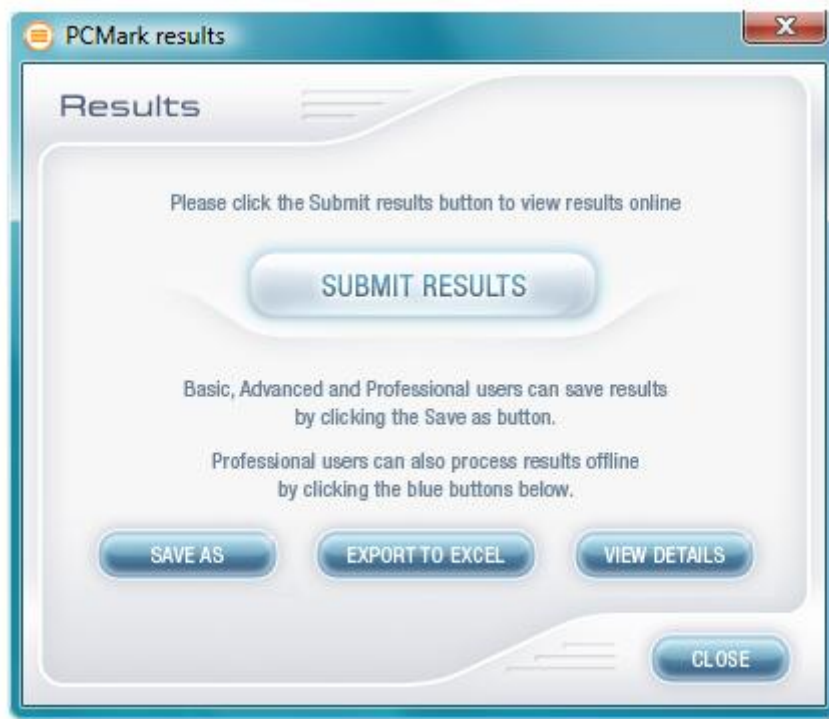 PCMark results
Results
Please click the Submit results button to view results online
SUBMIT RESULTS
Basic, Advanced and Professional users can save results
by clicking the Save as button.
Professional users can also process results offline
by clicking the blue buttons below.
SAVE AS
EXPORT TO EXCEL
VIEW DETAILS
CLOSE